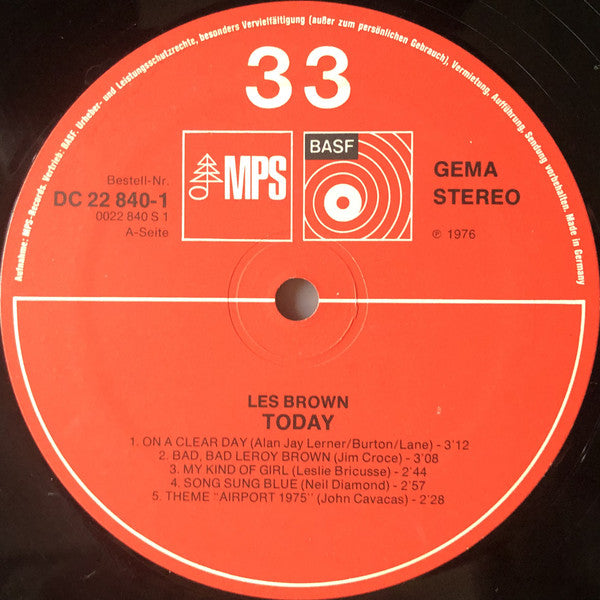 Aufnahme: MPS-Records. Vertrieb: BASF. Urheber- und Leistungsschutzrechte, besonders Vervielfältigung (außer zum persönlichen Gebrauch), Vermietung, Aufführung, Sendung vorbehalten. Made in Germany
33
Bestell-Nr.
DC 22 840-1
0022 840 S 1
A-Seite
MPS
BASF
GEMA
STEREO
℗ 1976
LES BROWN
TODAY
1. ON A CLEAR DAY (Alan Jay Lerner/Burton/Lane) - 3'12
2. BAD, BAD LEROY BROWN (Jim Croce) - 3'08
3. MY KIND OF GIRL (Leslie Bricusse) - 2'44
4. SONG SUNG BLUE (Neil Diamond) - 2'57
5. THEME "AIRPORT 1975" (John Cavacas) - 2'28